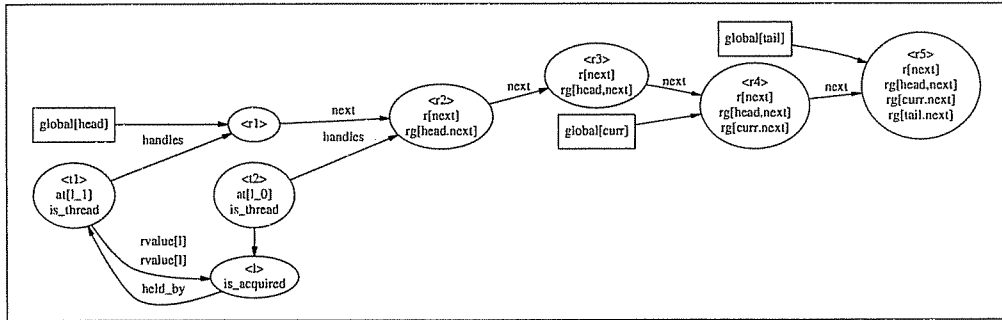 global[tail]
<r5>
r[next]
rg[head,next]
rg[curr.next]
rg[tail.next]
<r3>
r[next]
rg[head,next]
next
next
<r4>
r[next]
rg[head,next]
rg[curr.next]
next
global[curr]
<r2>
r[next]
rg[head.next]
next
global[head]
<r1>
handles
handles
<t1>
at[l_1]
is_thread
<t2>
at[l_0]
is_thread
rvalue[l]
rvalue[l]
held_by
<l>
is_acquired